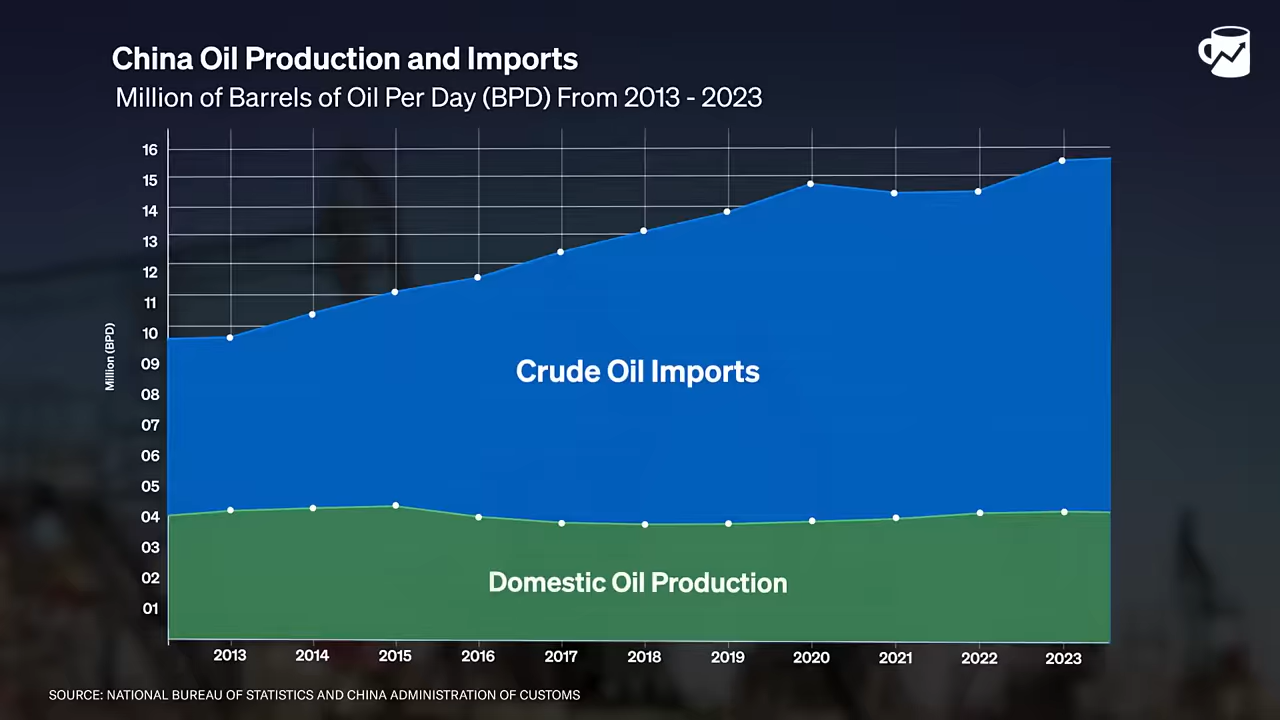 China Oil Production and Imports
Million of Barrels of Oil Per Day (BPD) From 2013 - 2023
16
15
14
13
12
11
10
09
08
07
06
05
04
03
02
01
Million (BPD)
Crude Oil Imports
Domestic Oil Production
2013 2014 2015 2016 2017 2018 2019 2020 2021 2022 2023
SOURCE: NATIONAL BUREAU OF STATISTICS AND CHINA ADMINISTRATION OF CUSTOMS